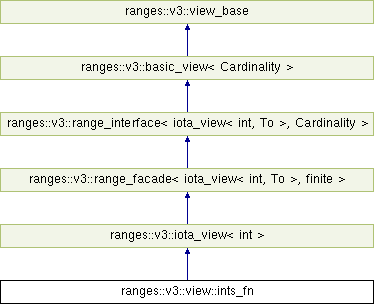 ranges::v3::view_base
ranges::v3::basic_view< Cardinality >
ranges::v3::range_interface< iota_view< int, To >, Cardinality >
ranges::v3::range_facade< iota_view< int, To >, finite >
ranges::v3::iota_view< int >
ranges::v3::view::ints_fn